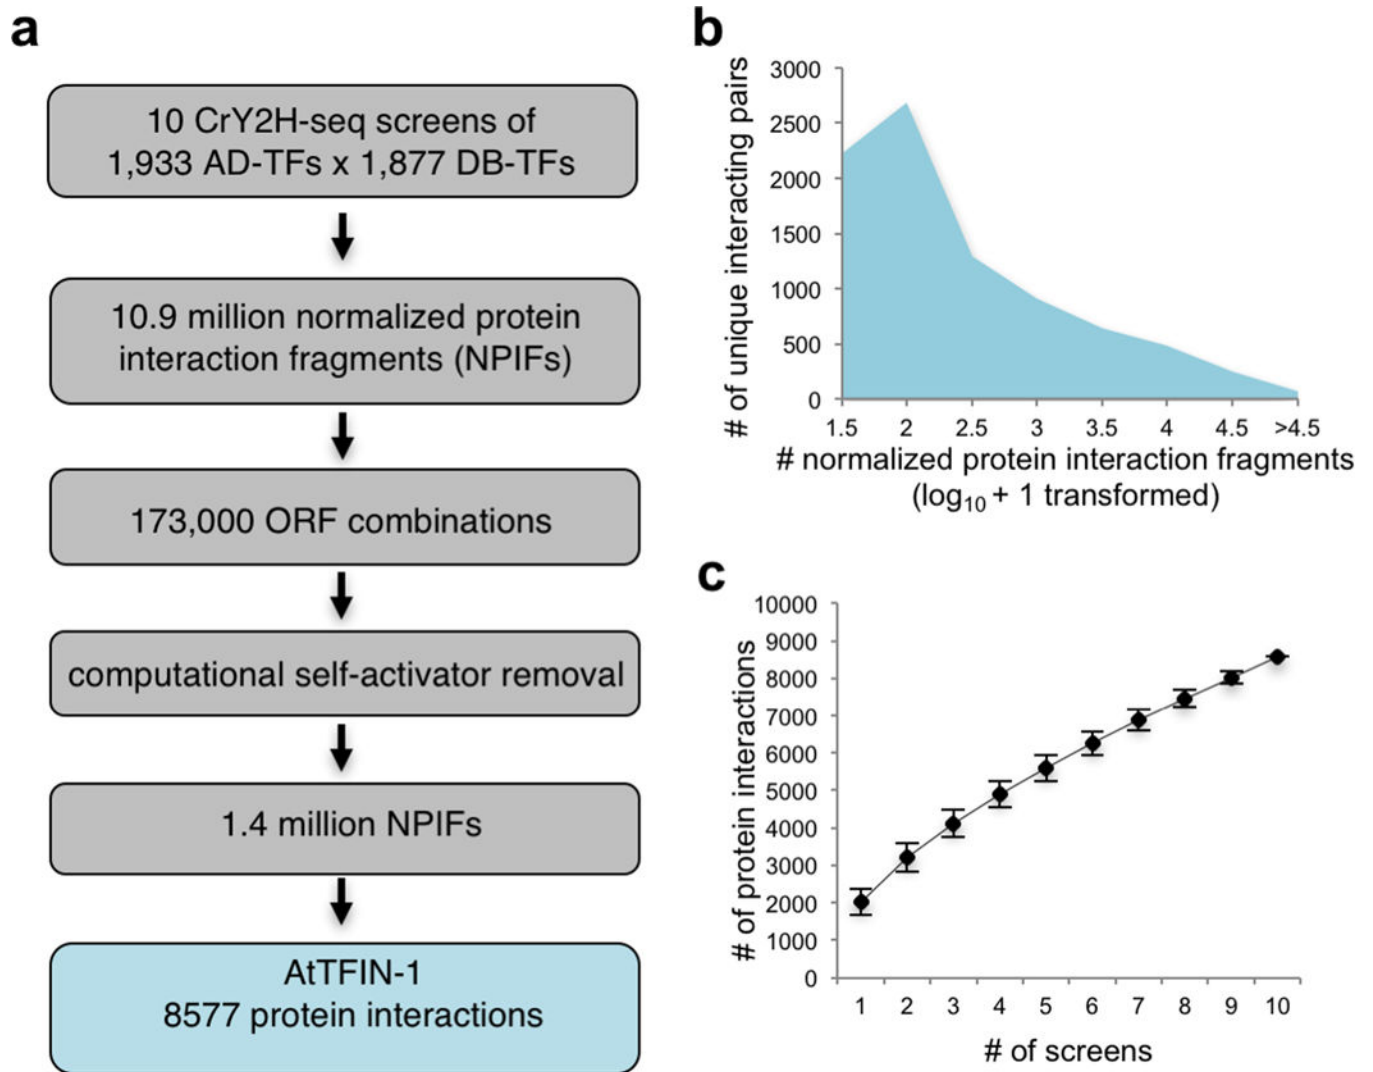 a
10 CrY2H-seq screens of
1,933 AD-TFs x 1,877 DB-TFs
10.9 million normalized protein
interaction fragments (NPIFs)
173,000 ORF combinations
computational self-activator removal
1.4 million NPIFs
AtTFIN-1
8577 protein interactions
b
# of unique interacting pairs
3000
2500
2000
1500
1000
500
0
1.5 2 2.5 3 3.5 4 4.5 >4.5
# normalized protein interaction fragments
(log₁₀ + 1 transformed)
c
# of protein interactions
10000
9000
8000
7000
6000
5000
4000
3000
2000
1000
0
1 2 3 4 5 6 7 8 9 10
# of screens